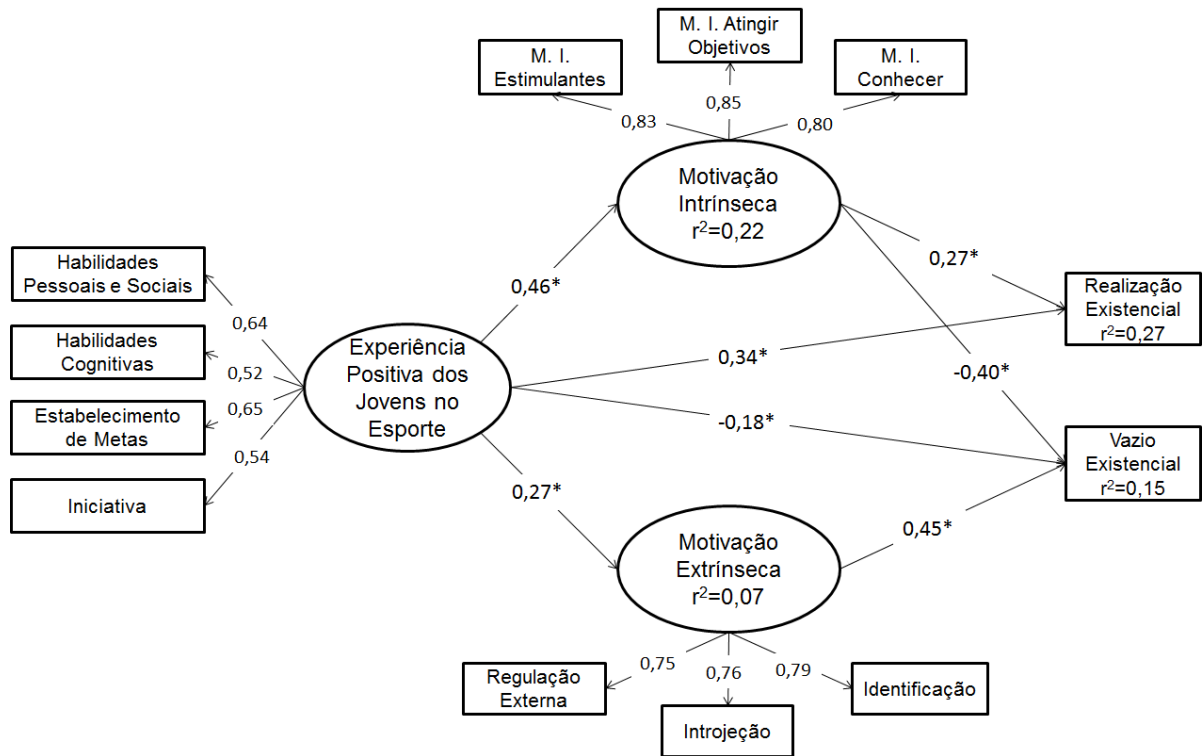 M. I.
Estimulantes
M. I. Atingir
Objetivos
M. I.
Conhecer
0,83
0,85
0,80
Motivação
Intrínseca
r²=0,22
Habilidades
Pessoais e Sociais
Habilidades
Cognitivas
Estabelecimento
de Metas
Iniciativa
0,64
0,52
0,65
0,54
Experiência
Positiva dos
Jovens no
Esporte
0,46*
0,34*
-0,18*
0,27*
0,27*
-0,40*
0,45*
Realização
Existencial
r²=0,27
Vazio
Existencial
r²=0,15
Motivação
Extrínseca
r²=0,07
0,75
0,76
0,79
Regulação
Externa
Introjeção
Identificação